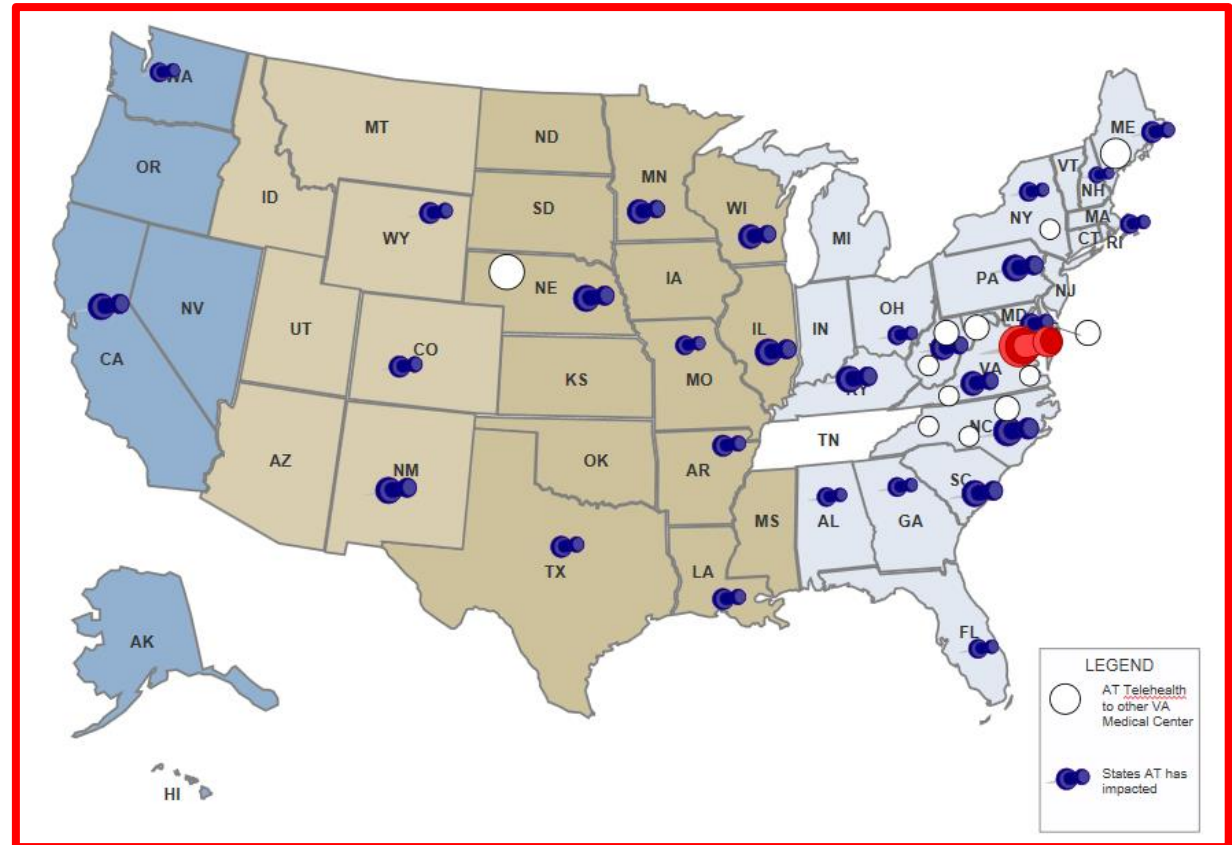 WA
ME
MT
ND
VT
OR
MN
NH
ID
SD
WI
NY
MA
WY
MI
CT
RI
PA
IA
NE
NJ
OH
MD
NV
UT
IL
IN
CA
CO
VA
KS
MO
KY
NC
TN
AZ
NM
OK
AR
SC
MS
AL
GA
TX
LA
FL
AK
HI
LEGEND
AT Telehealth
to other VA
Medical Center
States AT has
impacted